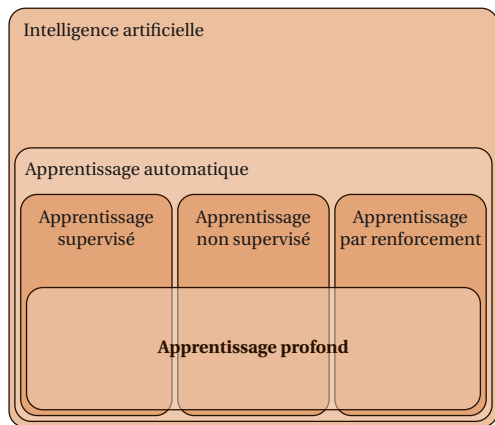 Intelligence artificielle
Apprentissage automatique
Apprentissage
supervisé
Apprentissage
non supervisé
Apprentissage
par renforcement
Apprentissage profond